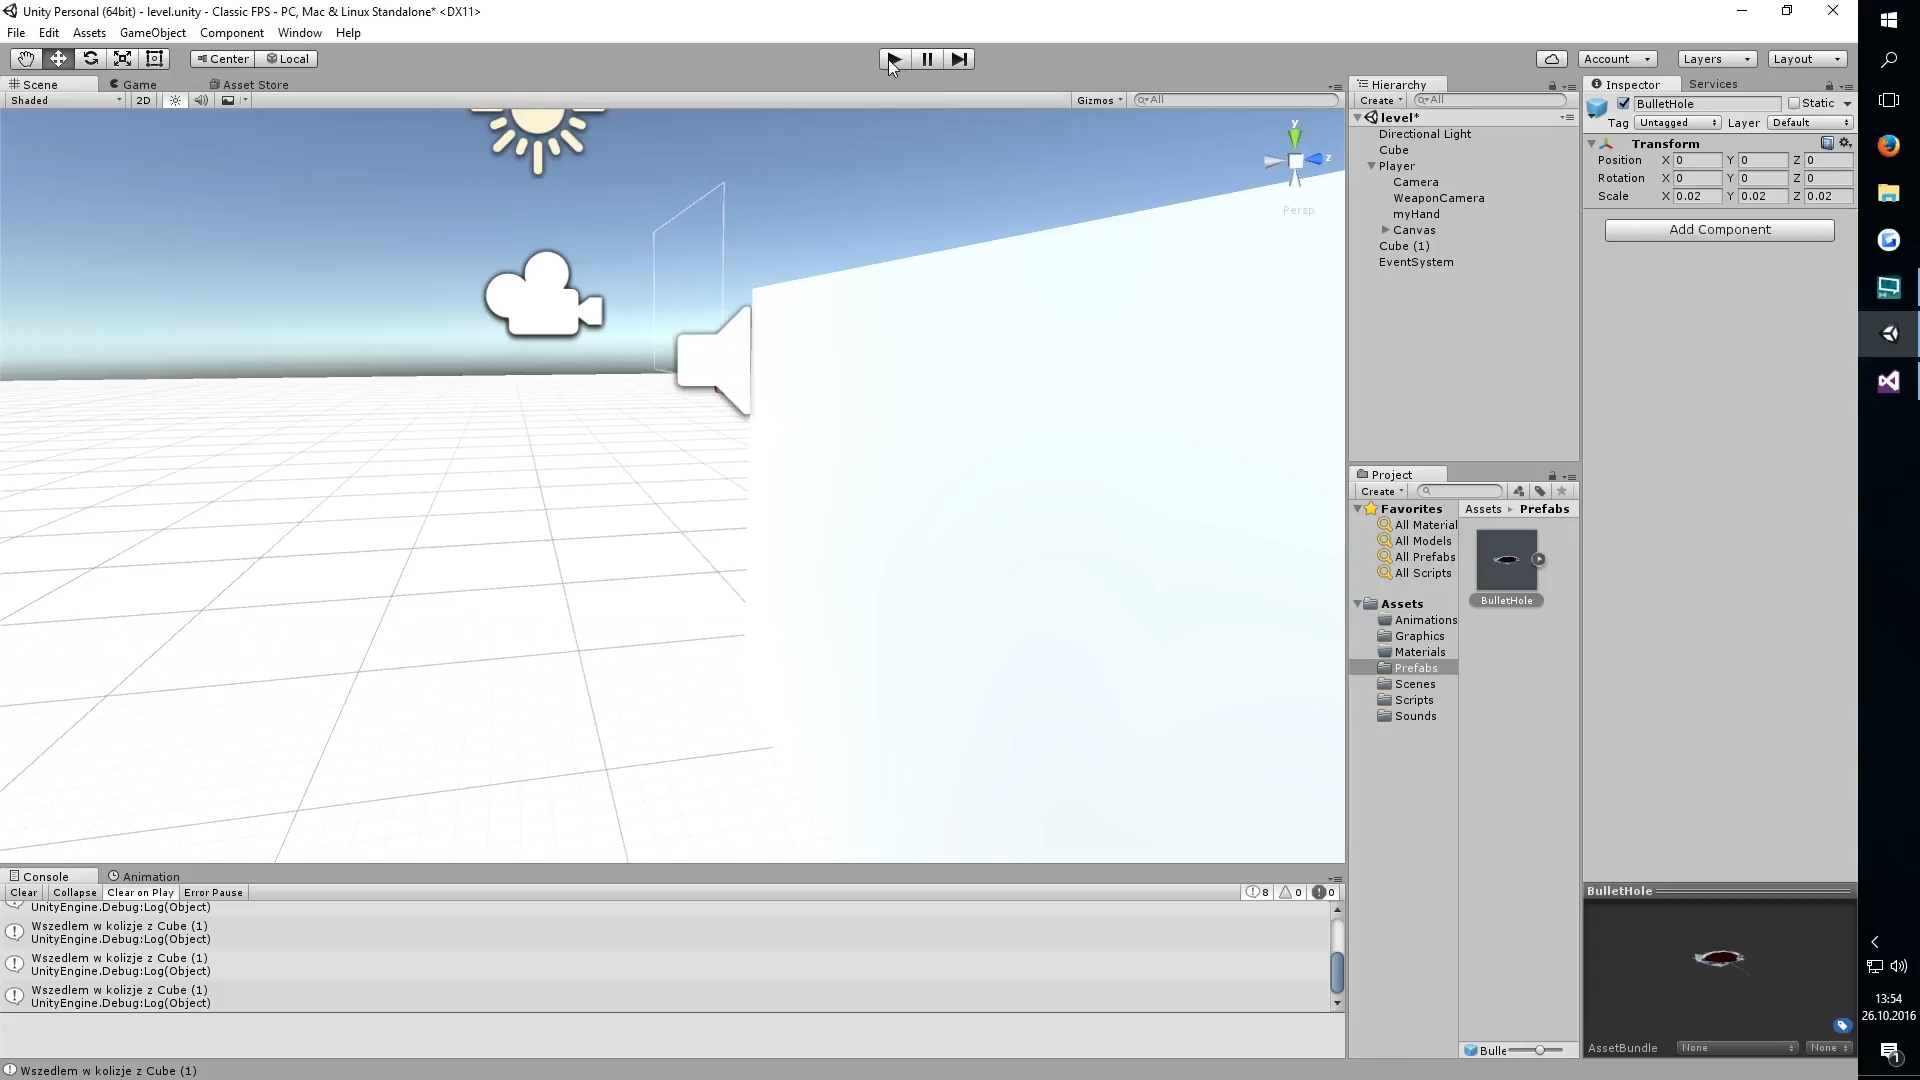 Unity Personal (64bit) - level.unity - Classic FPS - PC, Mac & Linux Standalone* <DX11>
File Edit Assets GameObject Component Window Help
Center Local
Account Layers Layout
Scene Game Asset Store
Shaded 2D Gizmos All
y
z
Persp
Hierarchy
Create All
level*
Directional Light
Cube
Player
Camera
WeaponCamera
myHand
Canvas
Cube (1)
EventSystem
Project
Create
Favorites
All Material
All Models
All Prefabs
All Scripts
Assets
Animations
Graphics
Materials
Prefabs
Scenes
Scripts
Sounds
Assets Prefabs
BulletHole
Bulle
Inspector Services
BulletHole Static
Tag Untagged Layer Default
Transform
Position X 0 Y 0 Z 0
Rotation X 0 Y 0 Z 0
Scale X 0.02 Y 0.02 Z 0.02
Add Component
BulletHole
AssetBundle None None
Console Animation
Clear Collapse Clear on Play Error Pause 8 0 0
UnityEngine.Debug:Log(Object)
Wszedlem w kolizje z Cube (1)
UnityEngine.Debug:Log(Object)
Wszedlem w kolizje z Cube (1)
UnityEngine.Debug:Log(Object)
Wszedlem w kolizje z Cube (1)
UnityEngine.Debug:Log(Object)
Wszedlem w kolizje z Cube (1)
13:54
26.10.2016
1